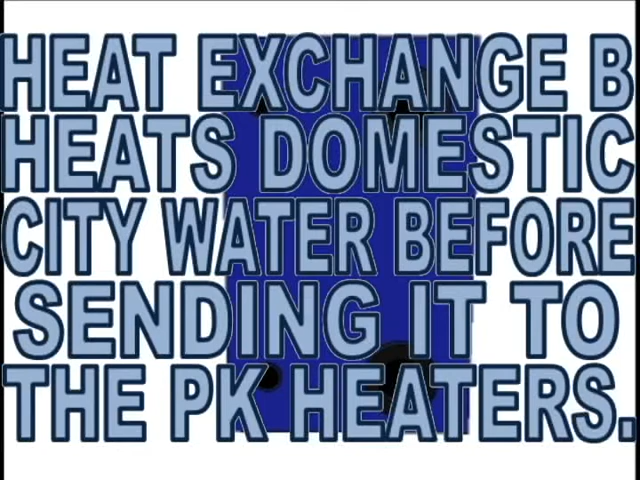 HEAT EXCHANGE B
HEATS DOMESTIC
CITY WATER BEFORE
SENDING IT TO
THE PK HEATERS.